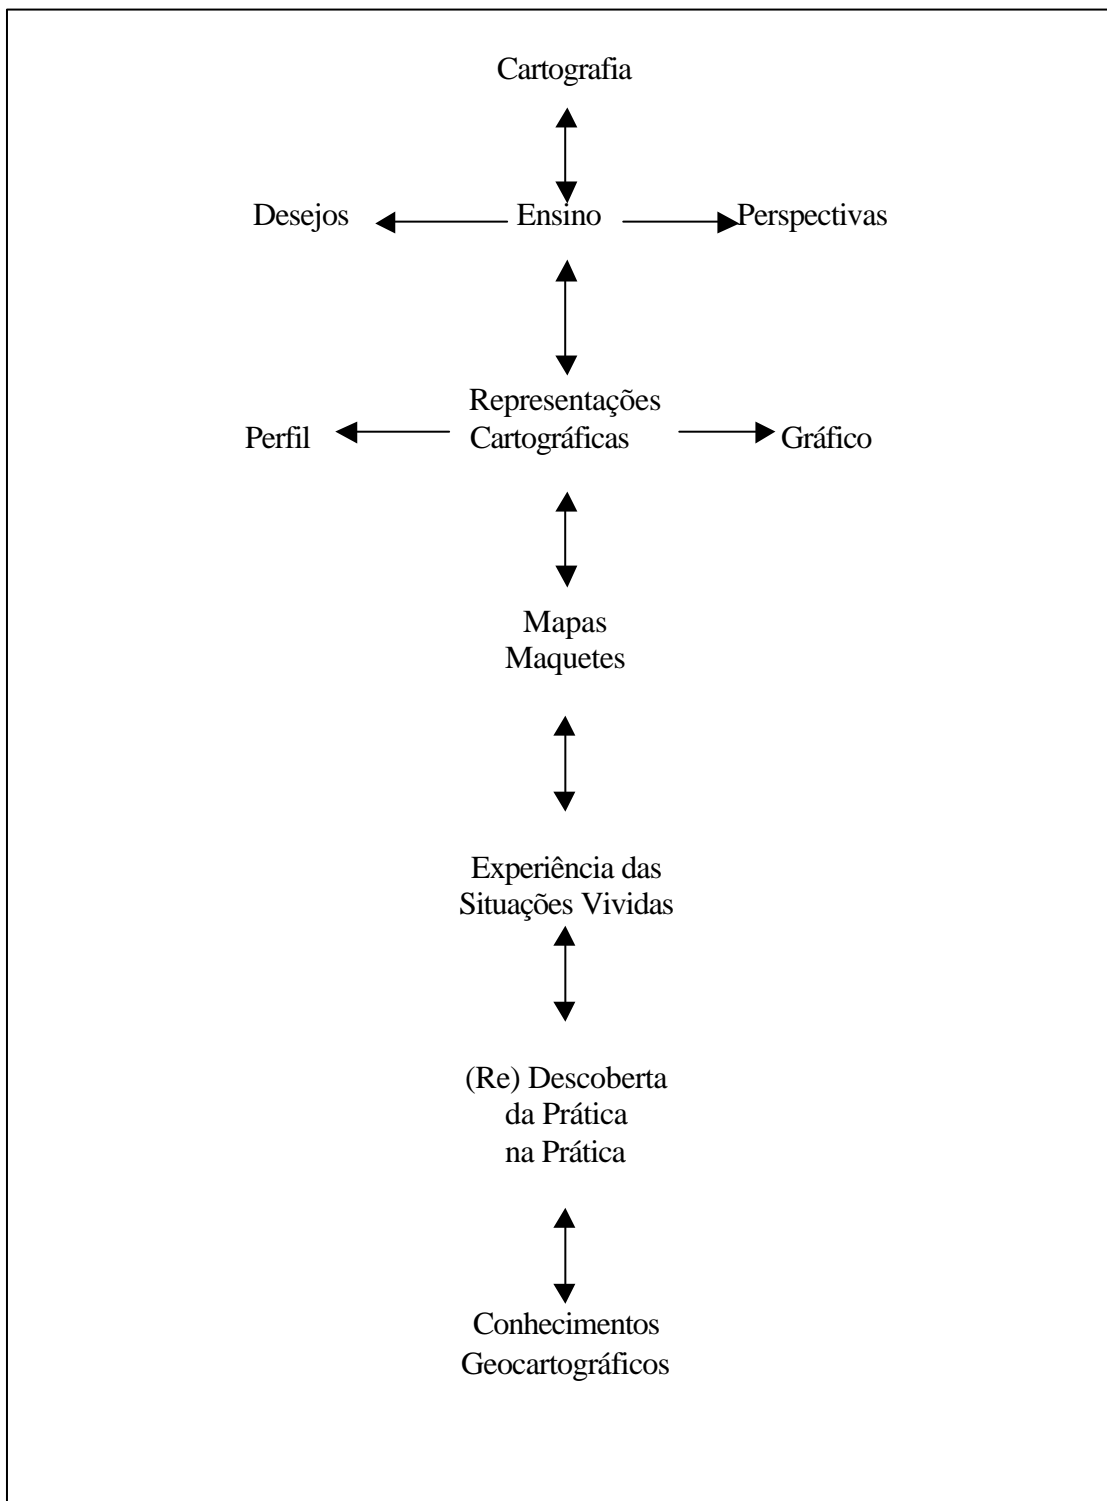 Cartografia
Desejos Ensino Perspectivas
Representações
Perfil Cartográficas Gráfico
Mapas
Maquetes
Experiência das
Situações Vividas
(Re) Descoberta
da Prática
na Prática
Conhecimentos
Geocartográficos